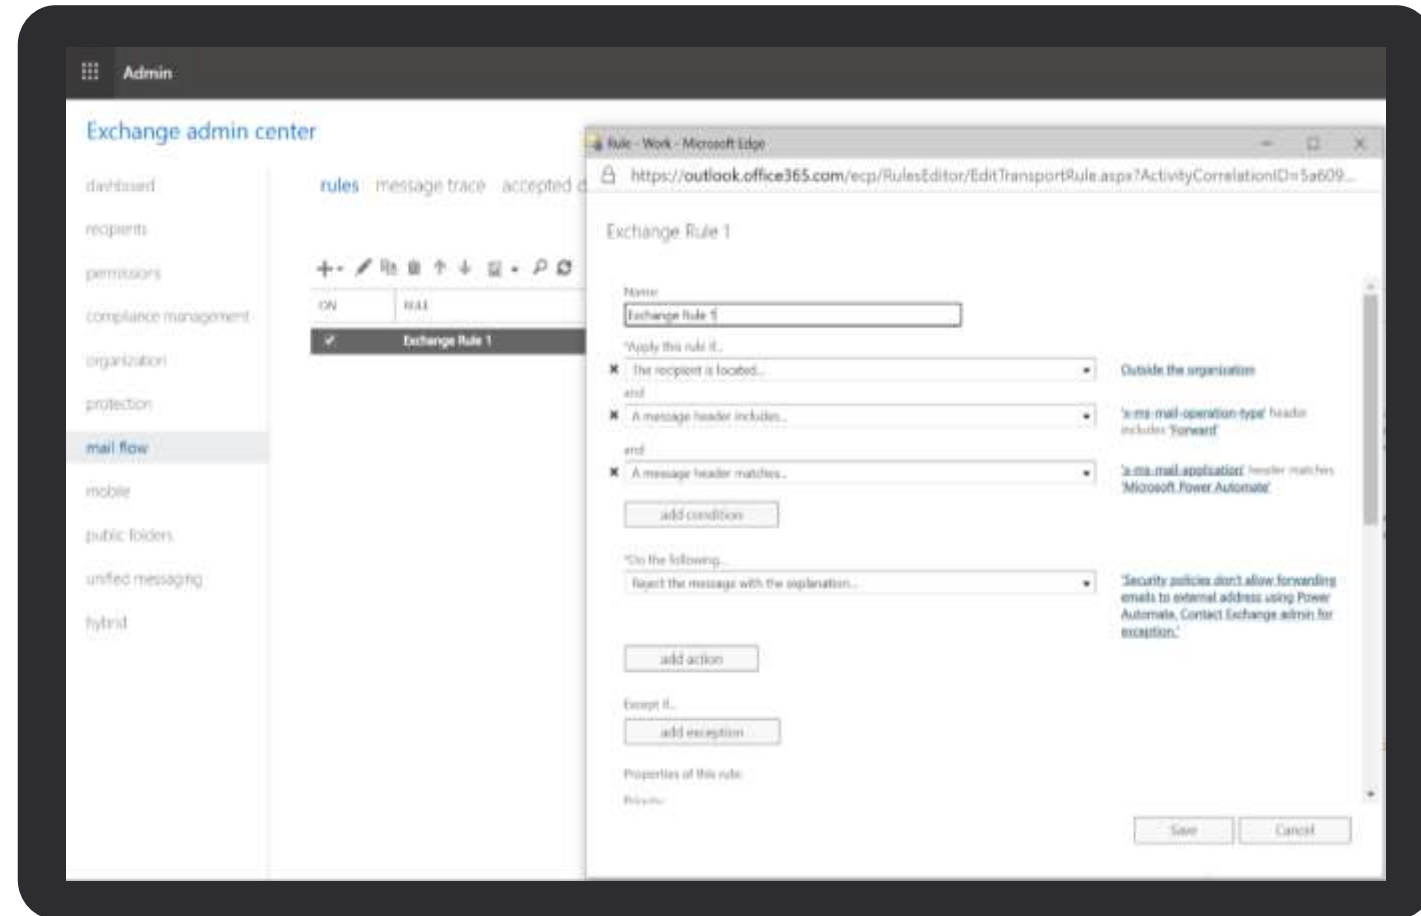 Admin
Exchange admin center
dashboard
recipients
permissions
compliance management
organization
protection
mail flow
mobile
public folders
unified messaging
hybrid
rules message trace accepted d
ON RULE
Exchange Rule 1
Rule - Work - Microsoft Edge
https://outlook.office365.com/ecp/RulesEditor/EditTransportRule.aspx?ActivityCorrelationID=5a609...
Exchange Rule 1
Name:
Exchange Rule 1
*Apply this rule if...
The recipient is located...
Outside the organization
and
A message header includes...
'x-ms-mail-operation-type' header
includes 'Forward'
and
A message header matches...
'x-ms-mail-application' header matches
'Microsoft Power Automate'
add condition
*Do the following...
Reject the message with the explanation...
'Security policies don't allow forwarding
emails to external address using Power
Automate, Contact Exchange admin for
exception.'
add action
Except if...
add exception
Properties of this rule:
Priority:
Save
Cancel